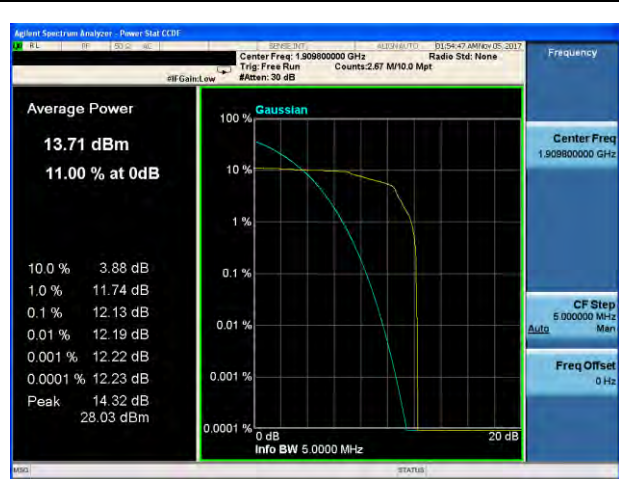 Agilent Spectrum Analyzer - Power Stat CCDF
RL RF 50 Ω AC SENSE:INT ALIGN AUTO 01:54:47 AM Nov 05, 2017
Center Freq: 1.909800000 GHz Radio Std: None
Trig: Free Run Counts:2.67 M/10.0 Mpt
#IFGain:Low #Atten: 30 dB
Frequency
Average Power
13.71 dBm
11.00 % at 0dB
10.0 % 3.88 dB
1.0 % 11.74 dB
0.1 % 12.13 dB
0.01 % 12.19 dB
0.001 % 12.22 dB
0.0001 % 12.23 dB
Peak 14.32 dB
28.03 dBm
Gaussian
100 %
10 %
1 %
0.1 %
0.01 %
0.001 %
0.0001 %
0 dB 20 dB
Info BW 5.0000 MHz
Center Freq
1.909800000 GHz
CF Step
5.000000 MHz
Auto Man
Freq Offset
0 Hz
MSG STATUS